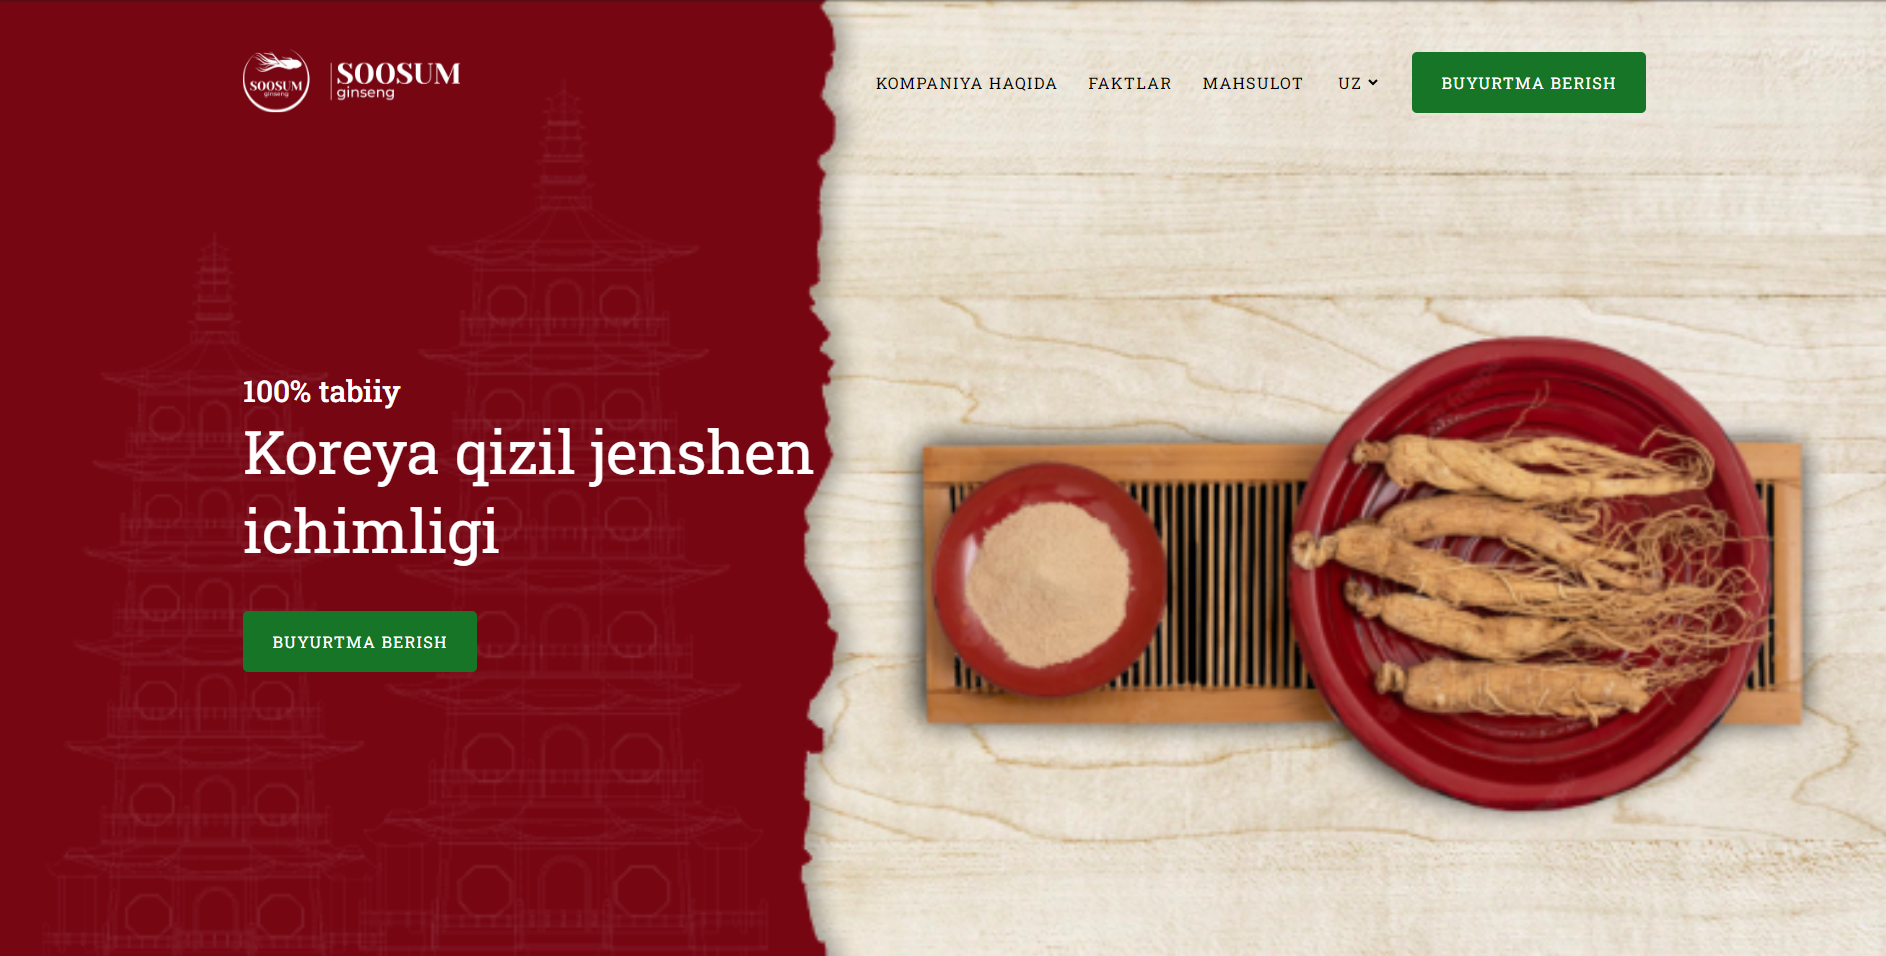 SOOSUM
ginseng
SOOSUM
ginseng
KOMPANIYA HAQIDA
FAKTLAR
MAHSULOT
UZ
BUYURTMA BERISH
100% tabiiy
Koreya qizil jenshen
ichimligi
BUYURTMA BERISH